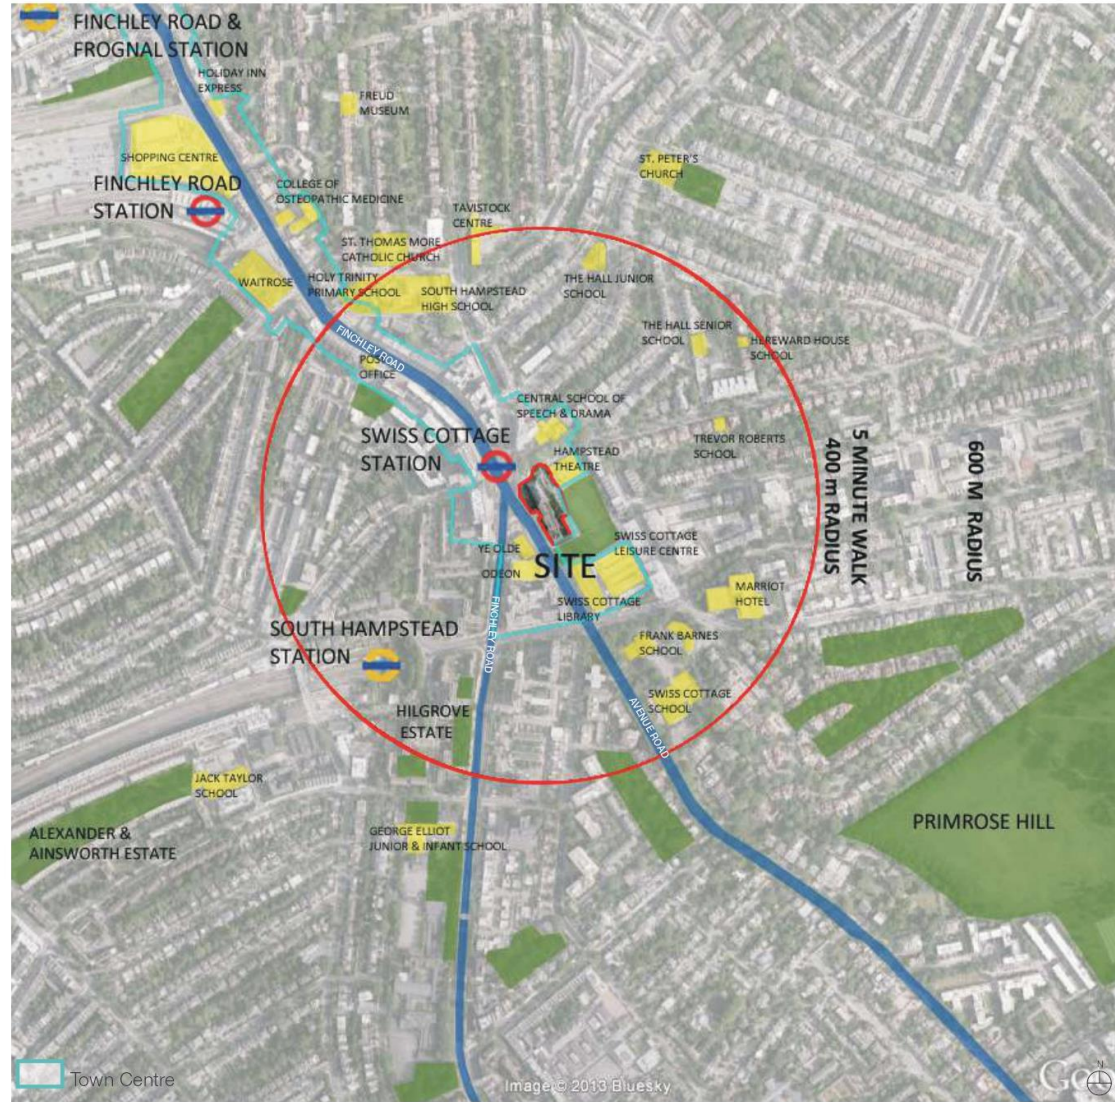 FINCHLEY ROAD &
FROGNAL STATION
HOLIDAY INN
EXPRESS
FREUD
MUSEUM
SHOPPING CENTRE
ST. PETER'S
CHURCH
FINCHLEY ROAD
STATION
COLLEGE OF
OSTEOPATHIC MEDICINE
TAVISTOCK
CENTRE
ST. THOMAS MORE
CATHOLIC CHURCH
WAITROSE
HOLY TRINITY
PRIMARY SCHOOL
SOUTH HAMPSTEAD
HIGH SCHOOL
THE HALL JUNIOR
SCHOOL
THE HALL SENIOR
SCHOOL
HEREWARD HOUSE
SCHOOL
FINCHLEY ROAD
POST
OFFICE
CENTRAL SCHOOL OF
SPEECH & DRAMA
SWISS COTTAGE
STATION
HAMPSTEAD
THEATRE
TREVOR ROBERTS
SCHOOL
5 MINUTE WALK
400 m RADIUS
600 M RADIUS
YE OLDE
SWISS COTTAGE
LEISURE CENTRE
ODEON
SITE
SWISS COTTAGE
LIBRARY
MARRIOT
HOTEL
FINCHLEY ROAD
SOUTH HAMPSTEAD
STATION
FRANK BARNES
SCHOOL
SWISS COTTAGE
SCHOOL
HILGROVE
ESTATE
AVENUE ROAD
JACK TAYLOR
SCHOOL
ALEXANDER &
AINSWORTH ESTATE
GEORGE ELLIOT
JUNIOR & INFANT SCHOOL
PRIMROSE HILL
Town Centre
Image © 2013 Bluesky
Goo
N